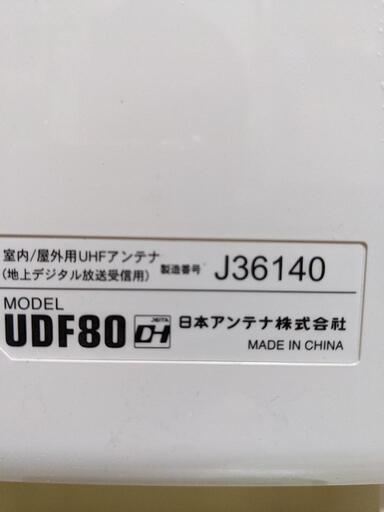 室内/屋外用UHFアンテナ
(地上デジタル放送受信用) 製造番号 J36140
MODEL
UDF80 JEITA DH 日本アンテナ株式会社
MADE IN CHINA